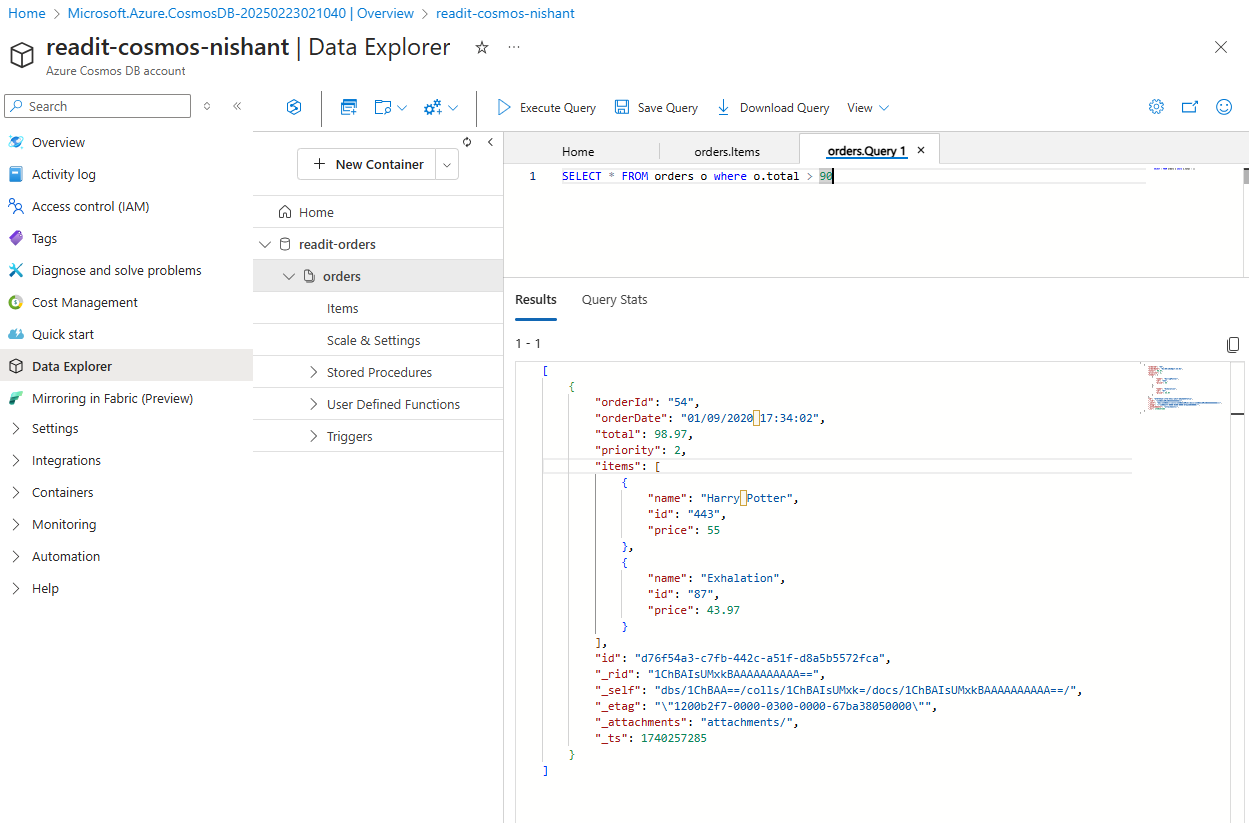 Home > Microsoft.Azure.CosmosDB-20250223021040 | Overview > readit-cosmos-nishant
readit-cosmos-nishant | Data Explorer
Azure Cosmos DB account
Search
Overview
Activity log
Access control (IAM)
Tags
Diagnose and solve problems
Cost Management
Quick start
Data Explorer
Mirroring in Fabric (Preview)
Settings
Integrations
Containers
Monitoring
Automation
Help
Execute Query Save Query Download Query View
+ New Container
Home
readit-orders
orders
Items
Scale & Settings
Stored Procedures
User Defined Functions
Triggers
Home orders.Items orders.Query 1
1 SELECT * FROM orders o where o.total > 90
Results Query Stats
1 - 1
[
{
"orderId": "54",
"orderDate": "01/09/2020 17:34:02",
"total": 98.97,
"priority": 2,
"items": [
{
"name": "Harry Potter",
"id": "443",
"price": 55
},
{
"name": "Exhalation",
"id": "87",
"price": 43.97
}
],
"id": "d76f54a3-c7fb-442c-a51f-d8a5b5572fca",
"_rid": "1ChBAIsUMxkBAAAAAAAAAA==",
"_self": "dbs/1ChBAA==/colls/1ChBAIsUMxk=/docs/1ChBAIsUMxkBAAAAAAAAAA==/",
"_etag": "\"1200b2f7-0000-0300-0000-67ba38050000\"",
"_attachments": "attachments/",
"_ts": 1740257285
}
]